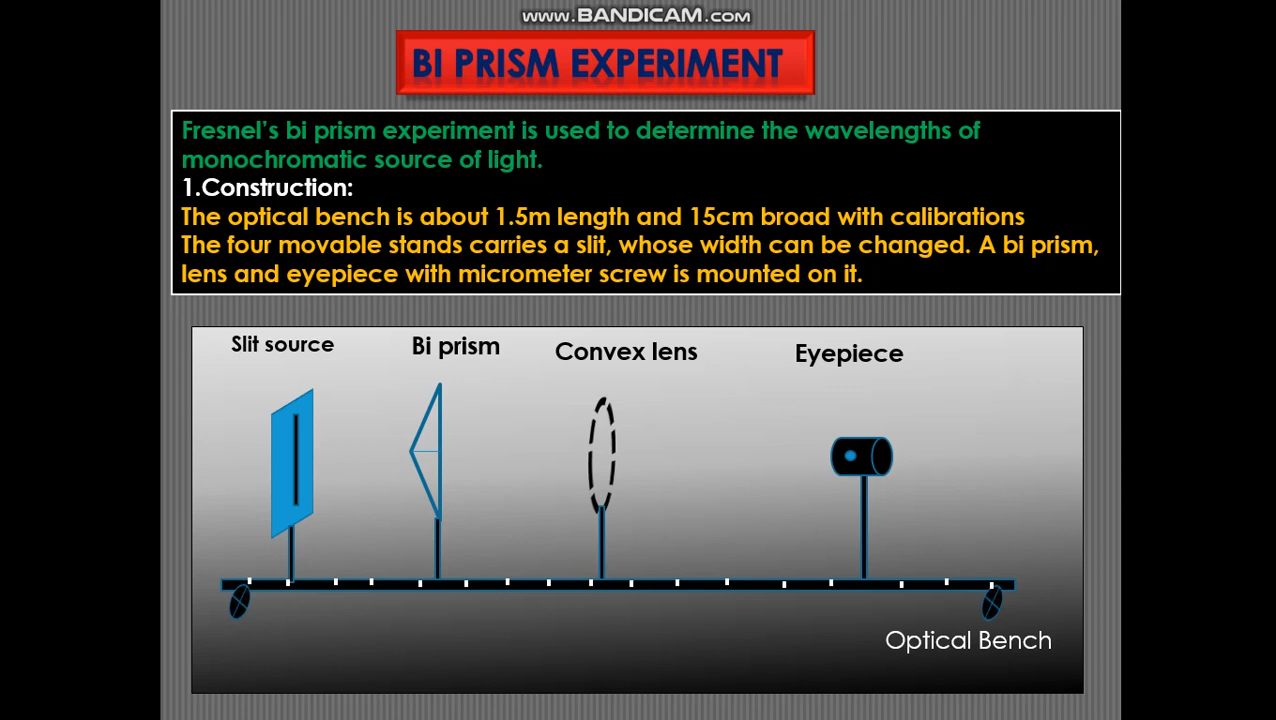 www.BANDICAM.com
BI PRISM EXPERIMENT
Fresnel's bi prism experiment is used to determine the wavelengths of
monochromatic source of light.
1.Construction:
The optical bench is about 1.5m length and 15cm broad with calibrations
The four movable stands carries a slit, whose width can be changed. A bi prism,
lens and eyepiece with micrometer screw is mounted on it.
Slit source
Bi prism
Convex lens
Eyepiece
Optical Bench